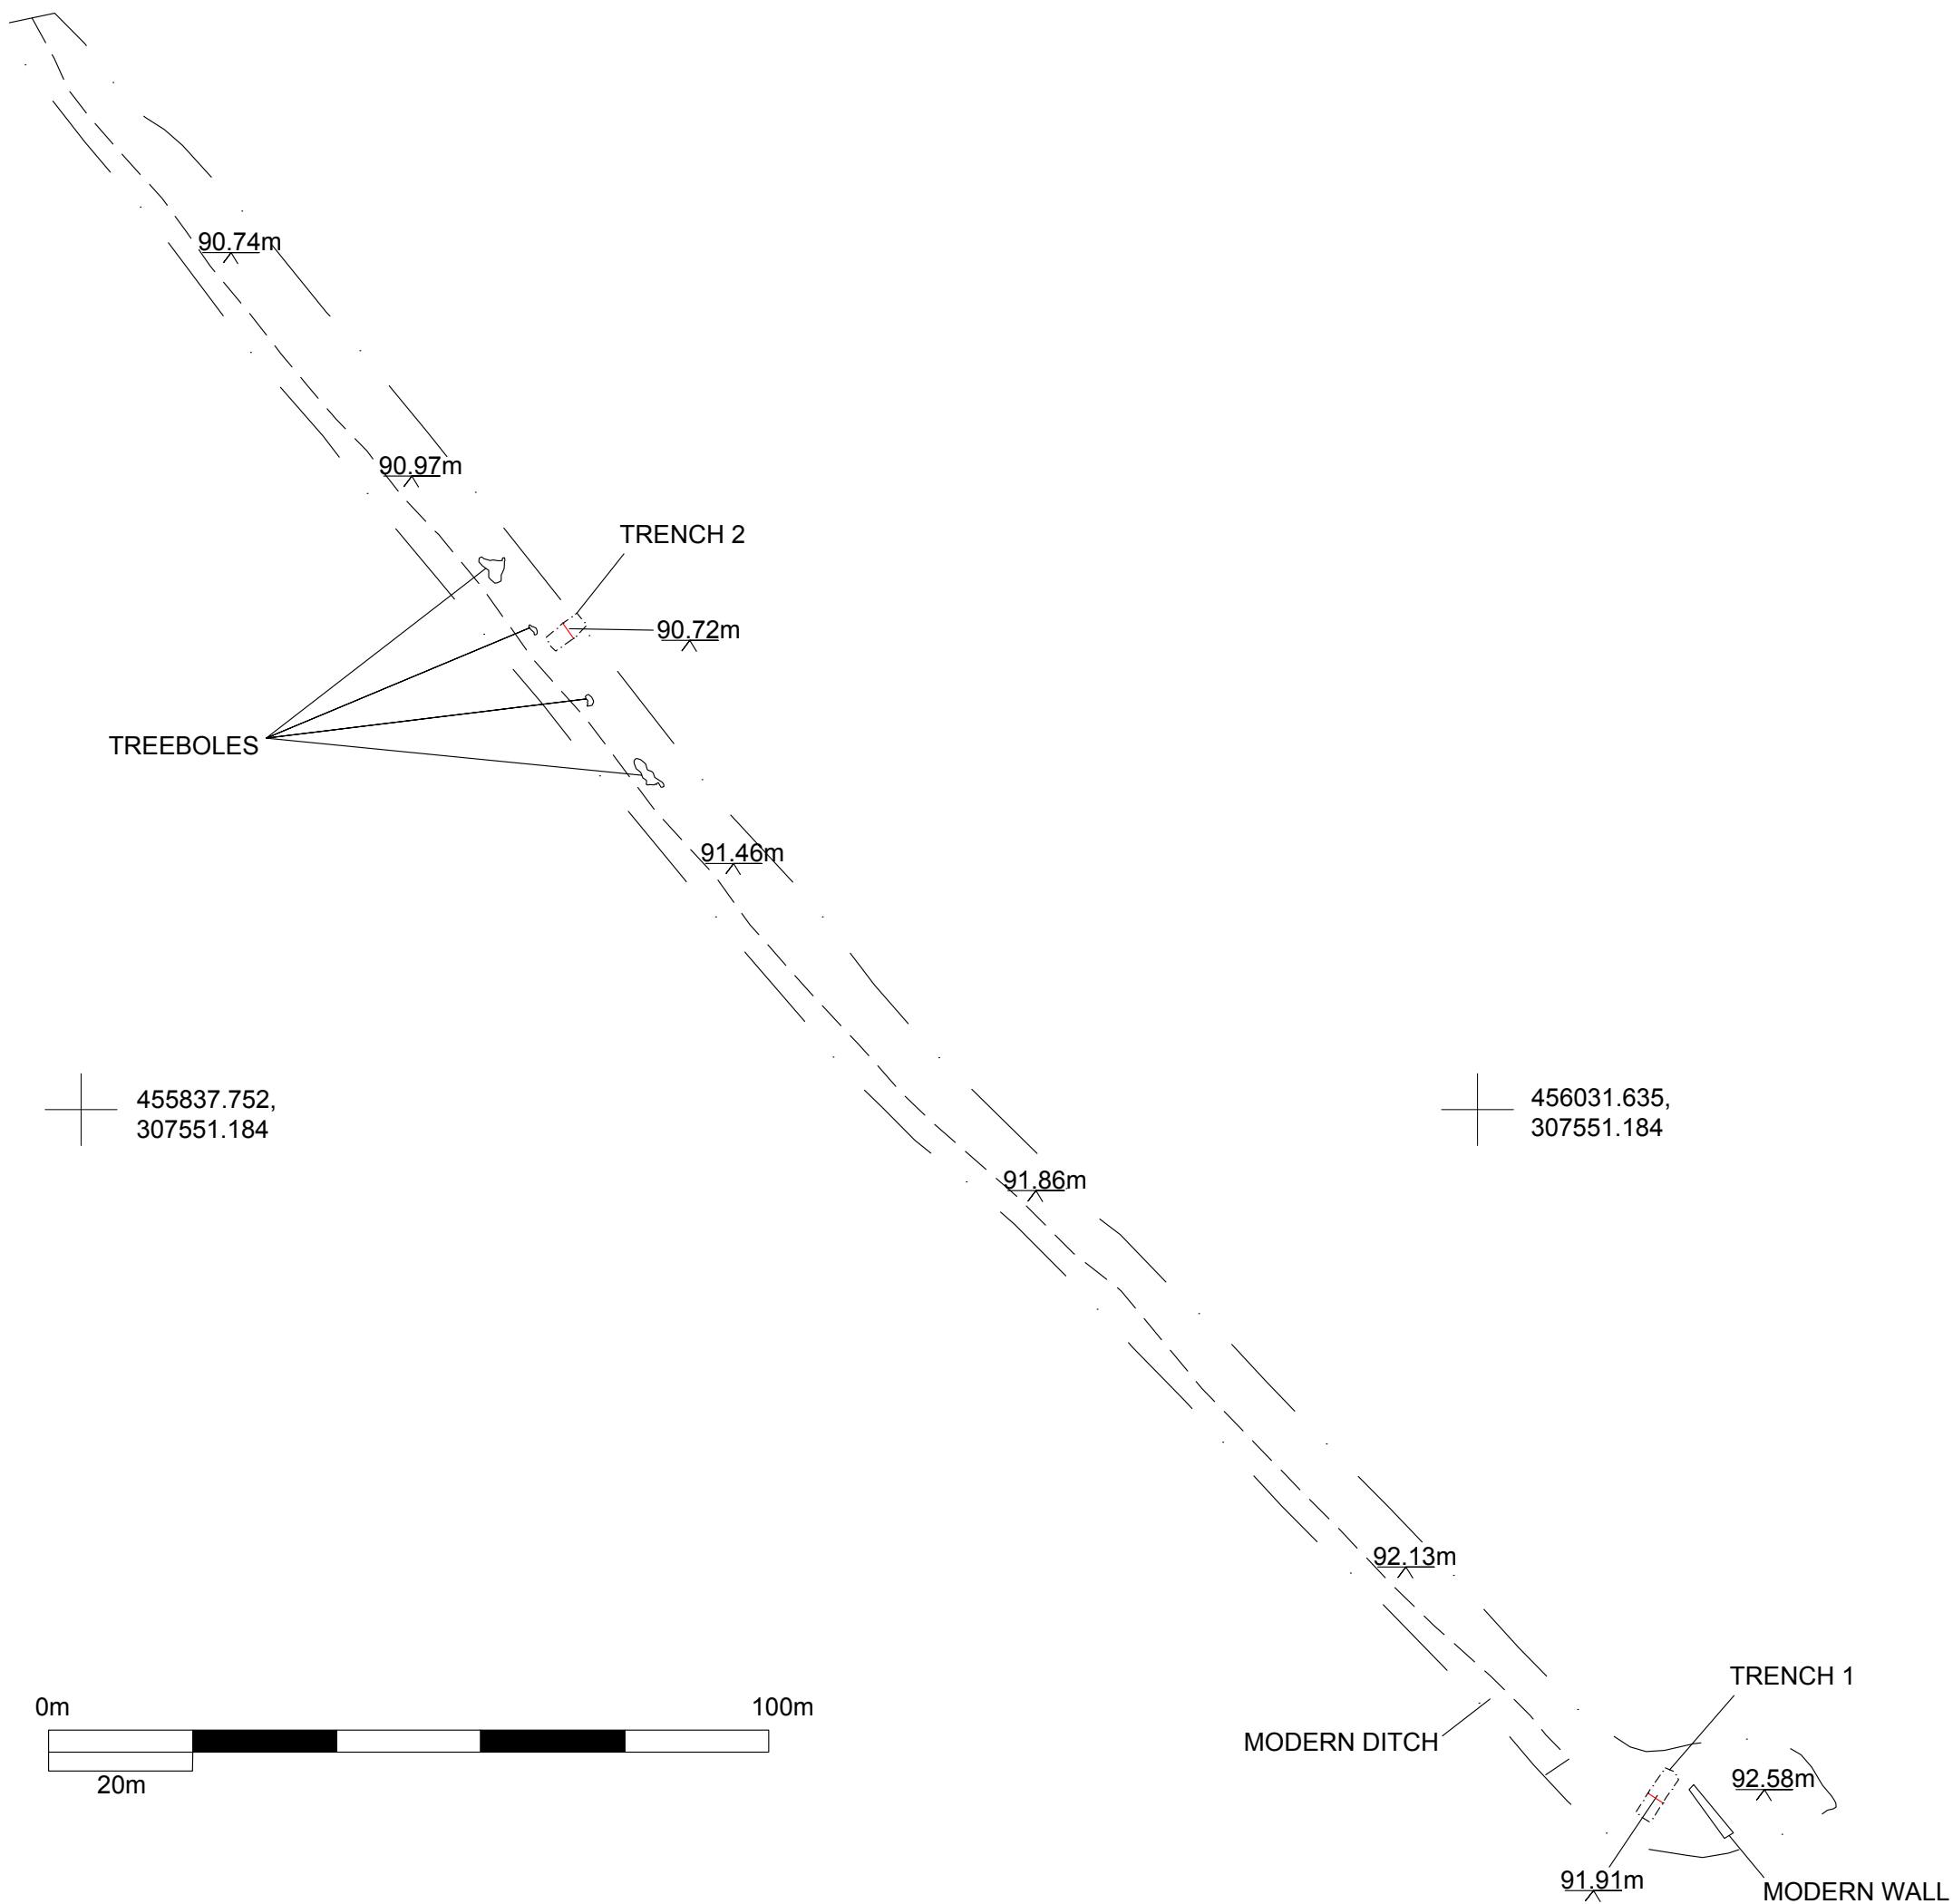 90.74m
90.97m
TRENCH 2
90.72m
TREEBOLES
91.46m
455837.752,
307551.184
456031.635,
307551.184
91.86m
92.13m
TRENCH 1
0m
100m
MODERN DITCH
92.58m
20m
91.91m
MODERN WALL